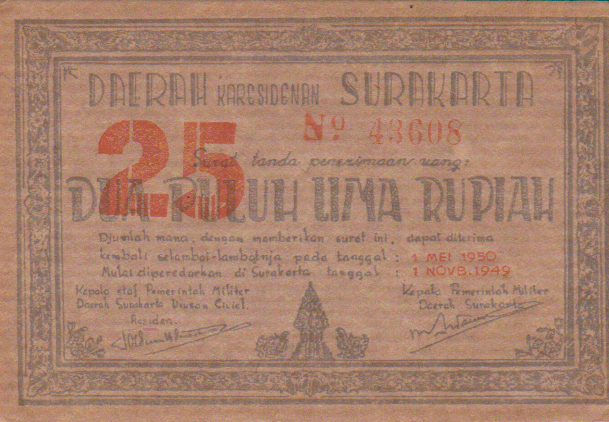 DAERAH KARESIDENAN SURAKARTA
25
Nº 43608
Surat tanda penerimaan uang:
DUA PULUH LIMA RUPIAH
Djumlah mana, dengan memberikan surat ini, dapat diterima
kembali selambat-lambatnja pada tanggal : 1 MEI 1950
Mulai diperedarkan di Surakarta tanggal : 1 NOVB. 1949
Kepala staf Pemerintah Militer
Daerah Surakarta Urusan Civiel.
Residen.
Kepala Pemerintah Militer
Daerah Surakarta